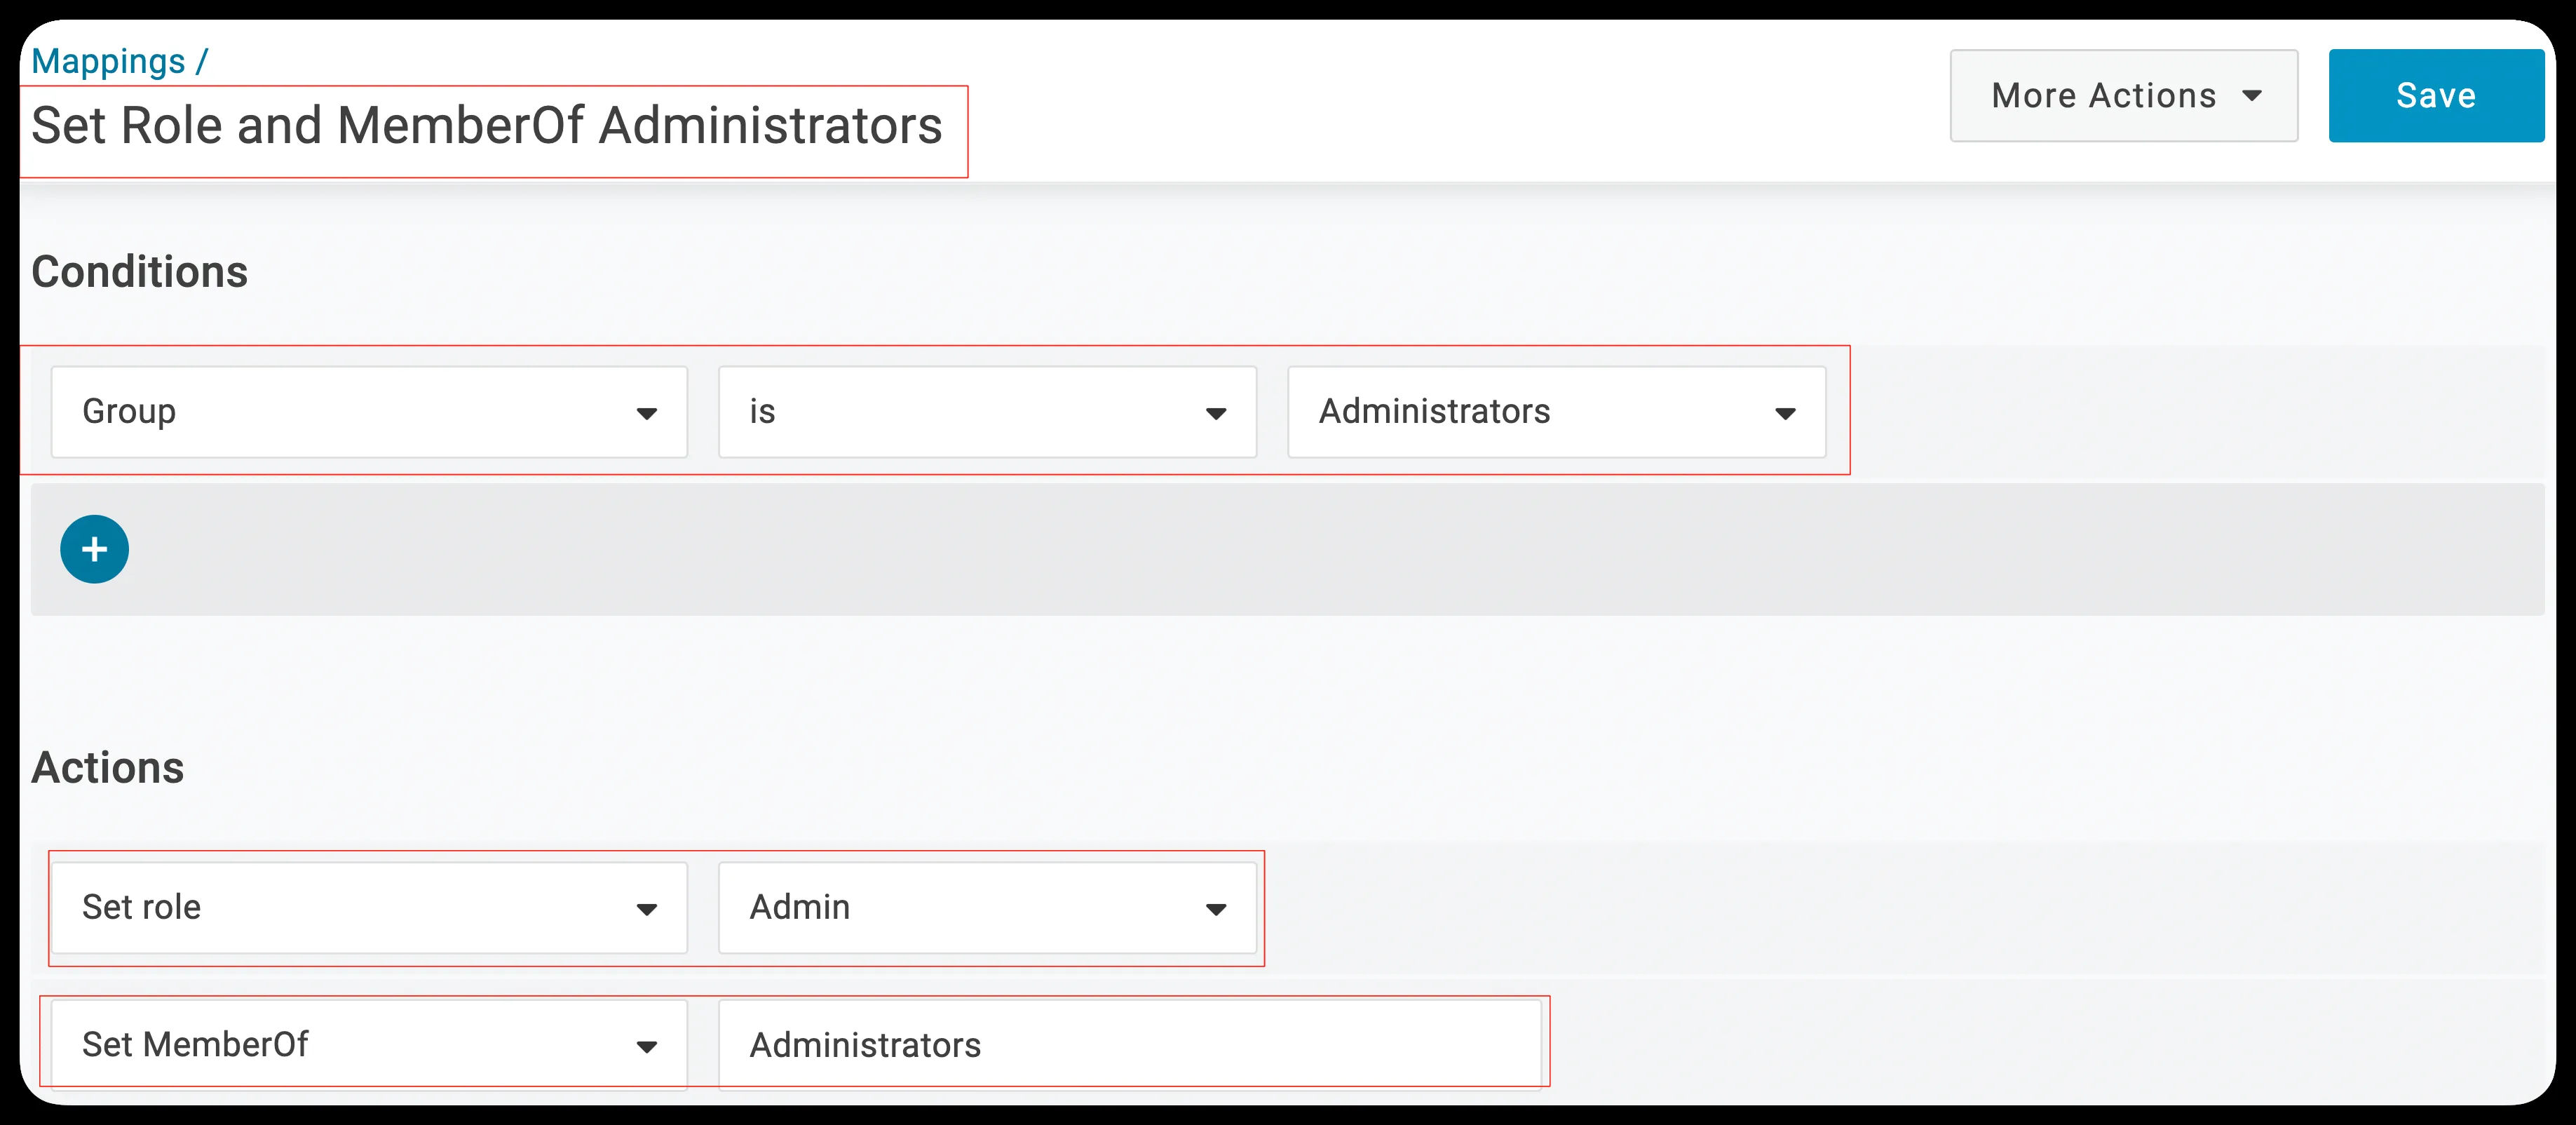 Mappings /
Set Role and MemberOf Administrators
More Actions
Save
Conditions
Group
is
Administrators
+
Actions
Set role
Admin
Set MemberOf
Administrators